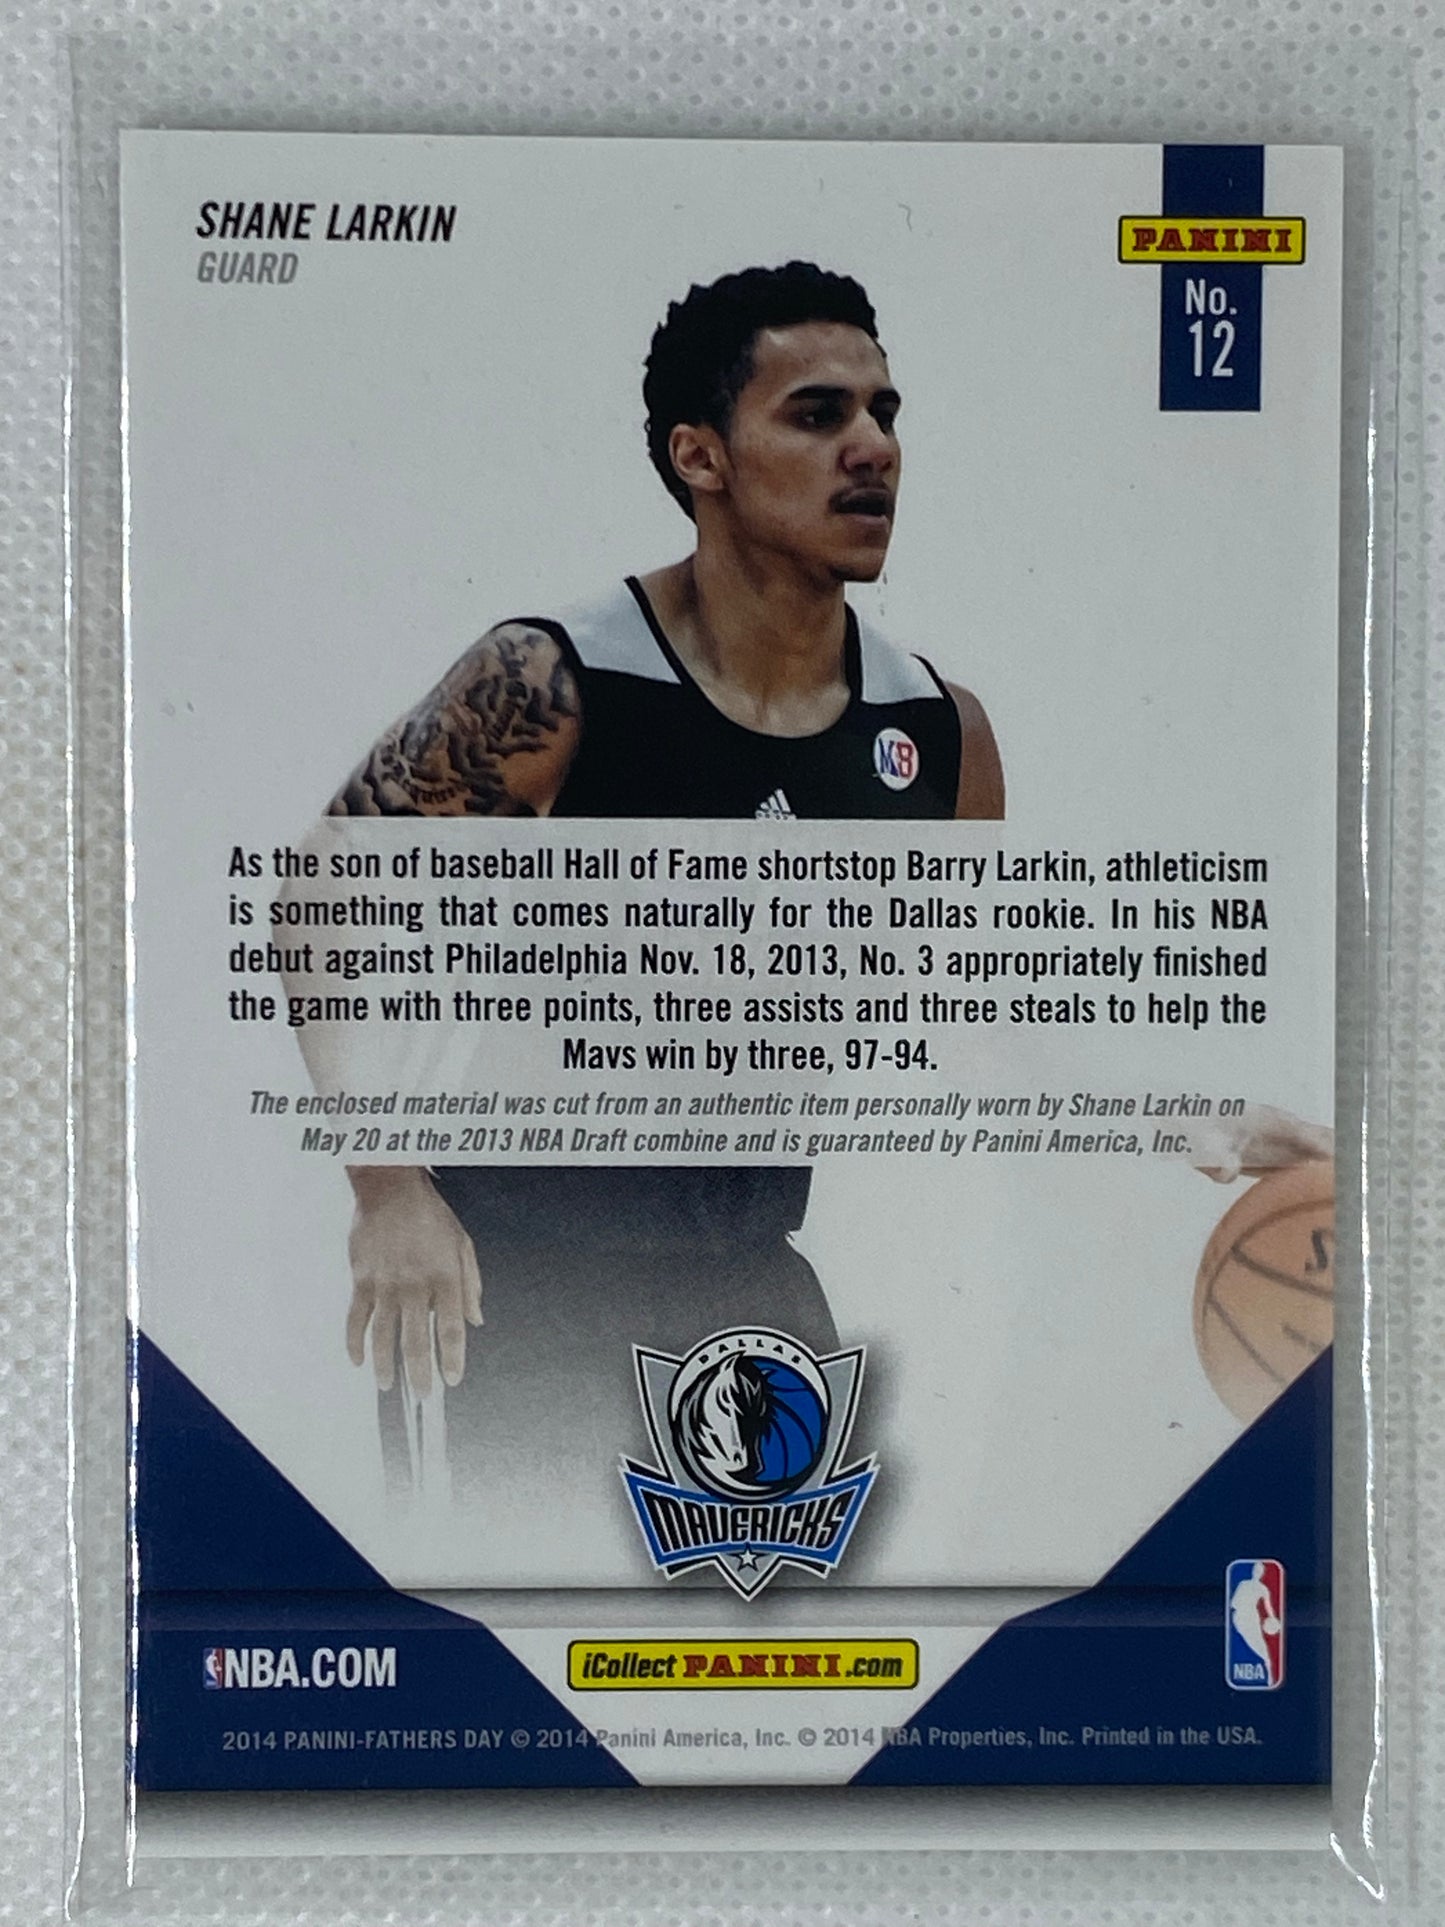 SHANE LARKIN
GUARD
PANINI
No.
12
As the son of baseball Hall of Fame shortstop Barry Larkin, athleticism
is something that comes naturally for the Dallas rookie. In his NBA
debut against Philadelphia Nov. 18, 2013, No. 3 appropriately finished
the game with three points, three assists and three steals to help the
Mavs win by three, 97-94.
The enclosed material was cut from an authentic item personally worn by Shane Larkin on
May 20 at the 2013 NBA Draft combine and is guaranteed by Panini America, Inc.
DALLAS
MAVERICKS
NBA
NBA.COM
iCollect PANINI.com
2014 PANINI-FATHERS DAY © 2014 Panini America, Inc. © 2014 NBA Properties, Inc. Printed in the USA.